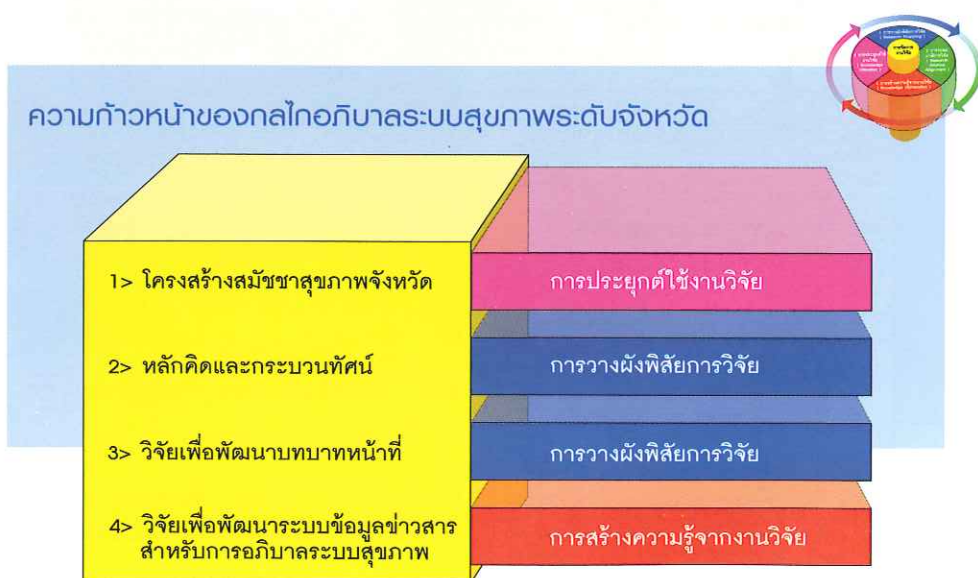 ความก้าวหน้าของกลไกอภิบาลระบบสุขภาพระดับจังหวัด
1> โครงสร้างสมัชชาสุขภาพจังหวัด
การประยุกต์ใช้งานวิจัย
2> หลักคิดและกระบวนทัศน์
การวางผังพิสัยการวิจัย
3> วิจัยเพื่อพัฒนาบทบาทหน้าที่
การวางผังพิสัยการวิจัย
4> วิจัยเพื่อพัฒนาระบบข้อมูลข่าวสาร
สำหรับการอภิบาลระบบสุขภาพ
การสร้างความรู้จากงานวิจัย